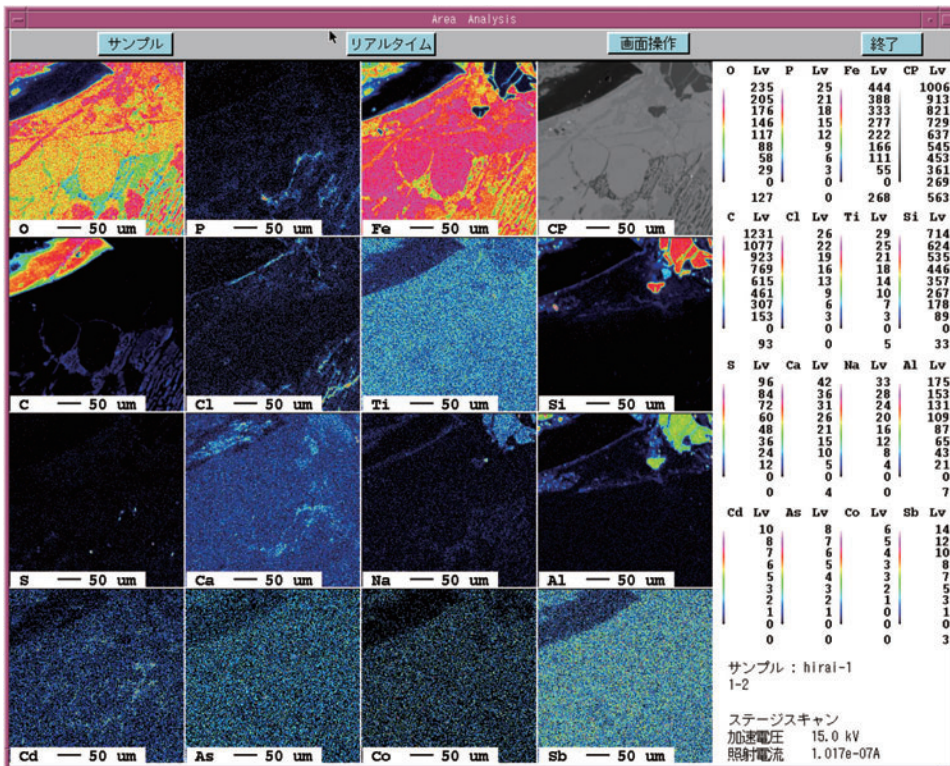 Area Analysis
サンプル リアルタイム 画面操作 終了
O 50 um P 50 um Fe 50 um CP 50 um
C 50 um Cl 50 um Ti 50 um Si 50 um
S 50 um Ca 50 um Na 50 um Al 50 um
Cd 50 um As 50 um Co 50 um Sb 50 um
O Lv P Lv Fe Lv CP Lv
235 25 444 1006
205 21 388 913
176 18 333 821
146 15 277 729
117 12 222 637
88 9 166 545
58 6 111 453
29 3 55 361
0 0 0 269
127 0 268 563
C Lv Cl Lv Ti Lv Si Lv
1231 26 29 714
1077 22 25 624
923 19 21 535
769 16 18 446
615 13 14 357
461 9 10 267
307 6 7 178
153 3 3 89
0 0 0 0
93 0 5 33
S Lv Ca Lv Na Lv Al Lv
96 42 33 175
84 36 28 153
72 31 24 131
60 26 20 109
48 21 16 87
36 15 12 65
24 10 8 43
12 5 4 21
0 0 0 0
0 4 0 7
Cd Lv As Lv Co Lv Sb Lv
10 8 6 14
8 7 5 12
7 6 4 10
6 5 3 8
5 4 3 7
3 3 2 5
2 2 1 3
1 1 0 1
0 0 0 0
0 0 0 3
サンプル : hirai-1
1-2
ステージスキャン
加速電圧 15.0 kV
照射電流 1.017e-07A